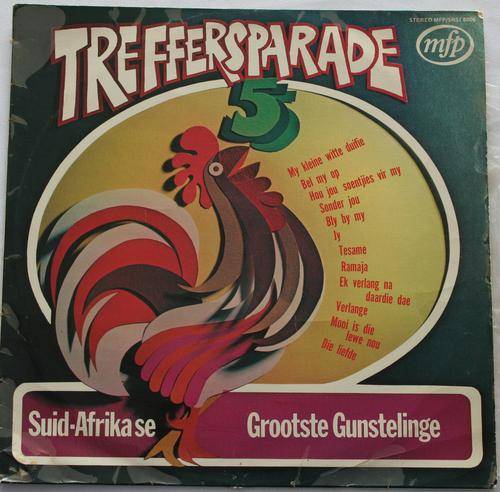 STEREO MFP/SRSJ 8006
mfp
TREFFERSPARADE
5
My kleine witte duifie
Bel my op
Hou jou soentjies vir my
Sonder jou
Bly by my
Jy
Tesame
Ramaja
Ek verlang na
daardie dae
Verlange
Mooi is die
lewe nou
Die liefde
Suid-Afrika se Grootste Gunstelinge